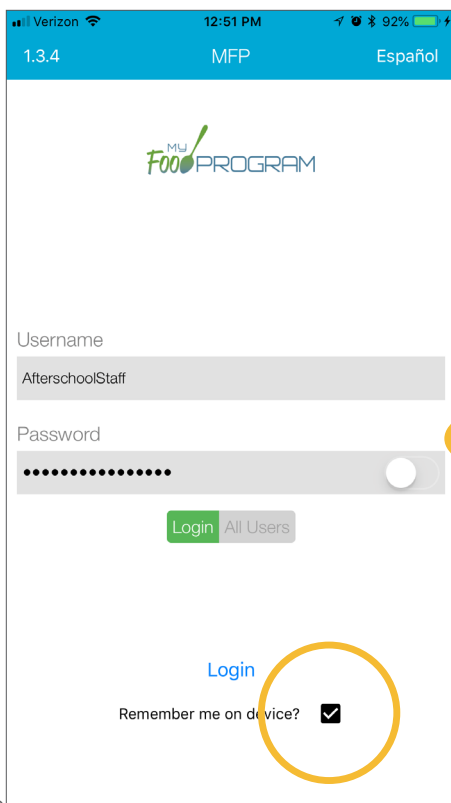 Verizon 12:51 PM 92%
1.3.4 MFP Español
MY
Food PROGRAM
Username
AfterschoolStaff
Password
••••••••••••••••
Login All Users
Login
Remember me on device?